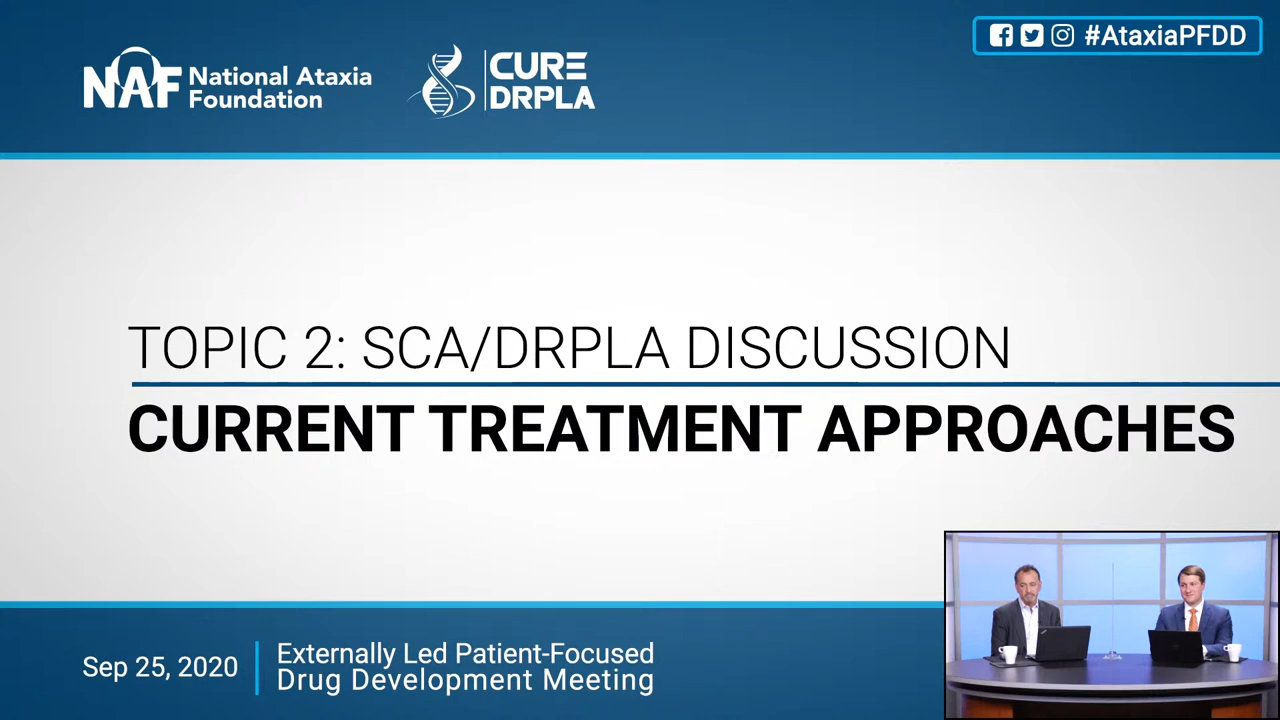 NAF National Ataxia Foundation
CURE DRPLA
#AtaxiaPFDD
TOPIC 2: SCA/DRPLA DISCUSSION
CURRENT TREATMENT APPROACHES
Sep 25, 2020
Externally Led Patient-Focused
Drug Development Meeting